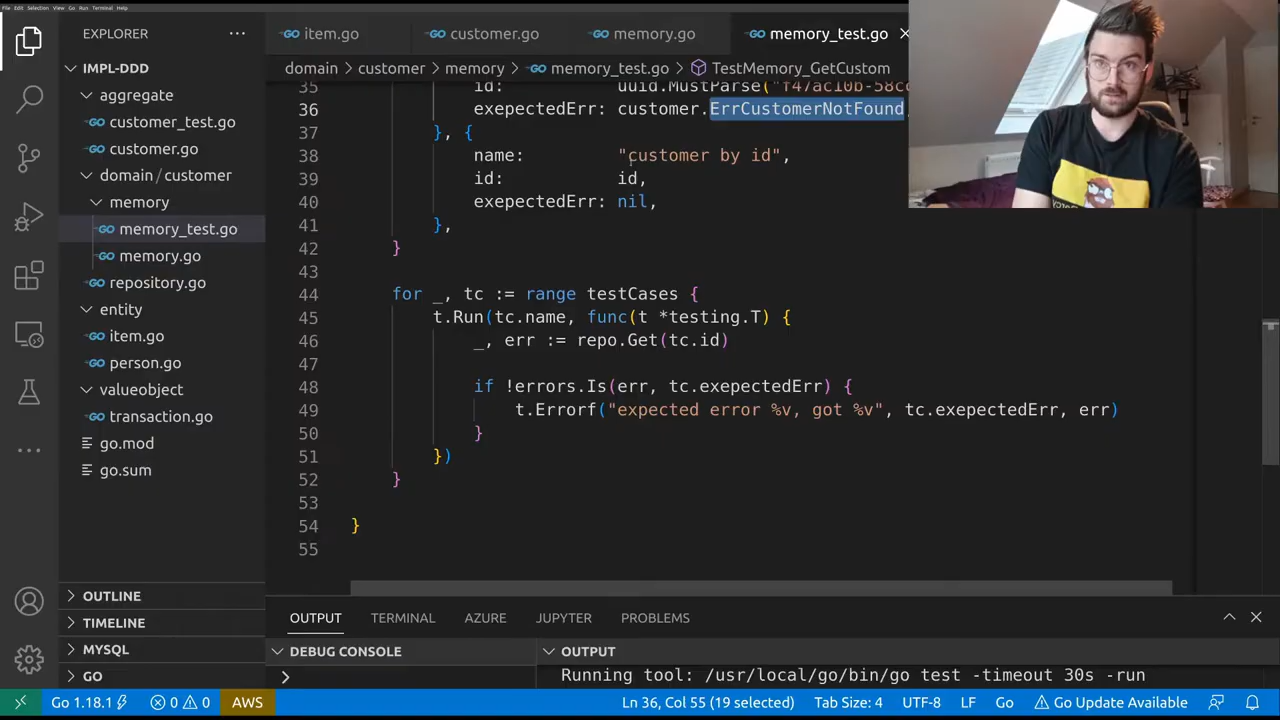 File Edit Selection View Go Run Terminal Help
EXPLORER
IMPL-DDD
aggregate
customer_test.go
customer.go
domain/customer
memory
memory_test.go
memory.go
repository.go
entity
item.go
person.go
valueobject
transaction.go
go.mod
go.sum
OUTLINE
TIMELINE
MYSQL
GO
item.go customer.go memory.go memory_test.go
domain > customer > memory > memory_test.go > TestMemory_GetCustom
35 id: uuid.MustParse("f47ac10b-58cc
36 exepectedErr: customer.ErrCustomerNotFound
37 }, {
38 name: "customer by id",
39 id: id,
40 exepectedErr: nil,
41 },
42 }
43
44 for _, tc := range testCases {
45 t.Run(tc.name, func(t *testing.T) {
46 _, err := repo.Get(tc.id)
47
48 if !errors.Is(err, tc.exepectedErr) {
49 t.Errorf("expected error %v, got %v", tc.exepectedErr, err)
50 }
51 })
52 }
53
54 }
55
OUTPUT TERMINAL AZURE JUPYTER PROBLEMS
DEBUG CONSOLE
>
OUTPUT
Running tool: /usr/local/go/bin/go test -timeout 30s -run
Go 1.18.1 0 0 AWS Ln 36, Col 55 (19 selected) Tab Size: 4 UTF-8 LF Go Go Update Available